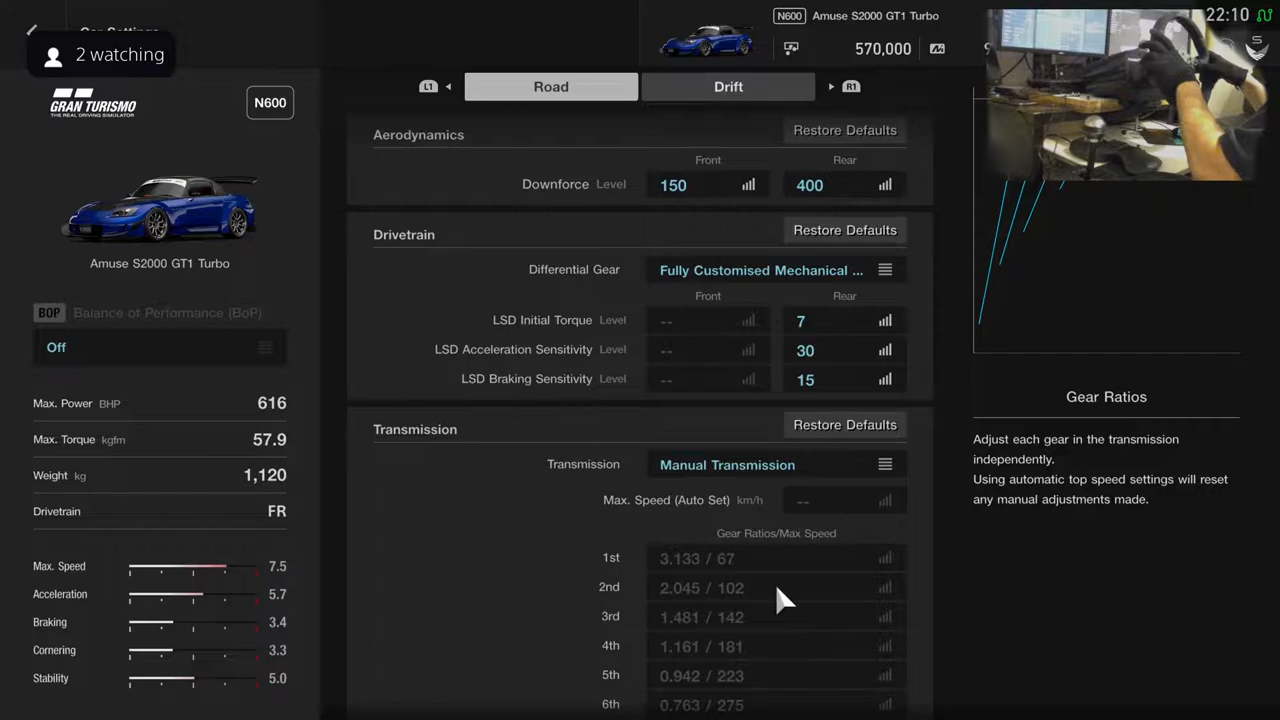 22:10
N600 Amuse S2000 GT1 Turbo
570,000
2 watching
GRAN TURISMO
THE REAL DRIVING SIMULATOR
N600
Amuse S2000 GT1 Turbo
BOP Balance of Performance (BoP)
Off
Max. Power BHP 616
Max. Torque kgfm 57.9
Weight kg 1,120
Drivetrain FR
Max. Speed 7.5
Acceleration 5.7
Braking 3.4
Cornering 3.3
Stability 5.0
L1 Road Drift R1
Aerodynamics Restore Defaults
Front Rear
Downforce Level 150 400
Drivetrain Restore Defaults
Differential Gear Fully Customised Mechanical ...
Front Rear
LSD Initial Torque Level -- 7
LSD Acceleration Sensitivity Level -- 30
LSD Braking Sensitivity Level -- 15
Transmission Restore Defaults
Transmission Manual Transmission
Max. Speed (Auto Set) km/h --
Gear Ratios/Max Speed
1st 3.133 / 67
2nd 2.045 / 102
3rd 1.481 / 142
4th 1.161 / 181
5th 0.942 / 223
6th 0.763 / 275
Gear Ratios
Adjust each gear in the transmission
independently.
Using automatic top speed settings will reset
any manual adjustments made.